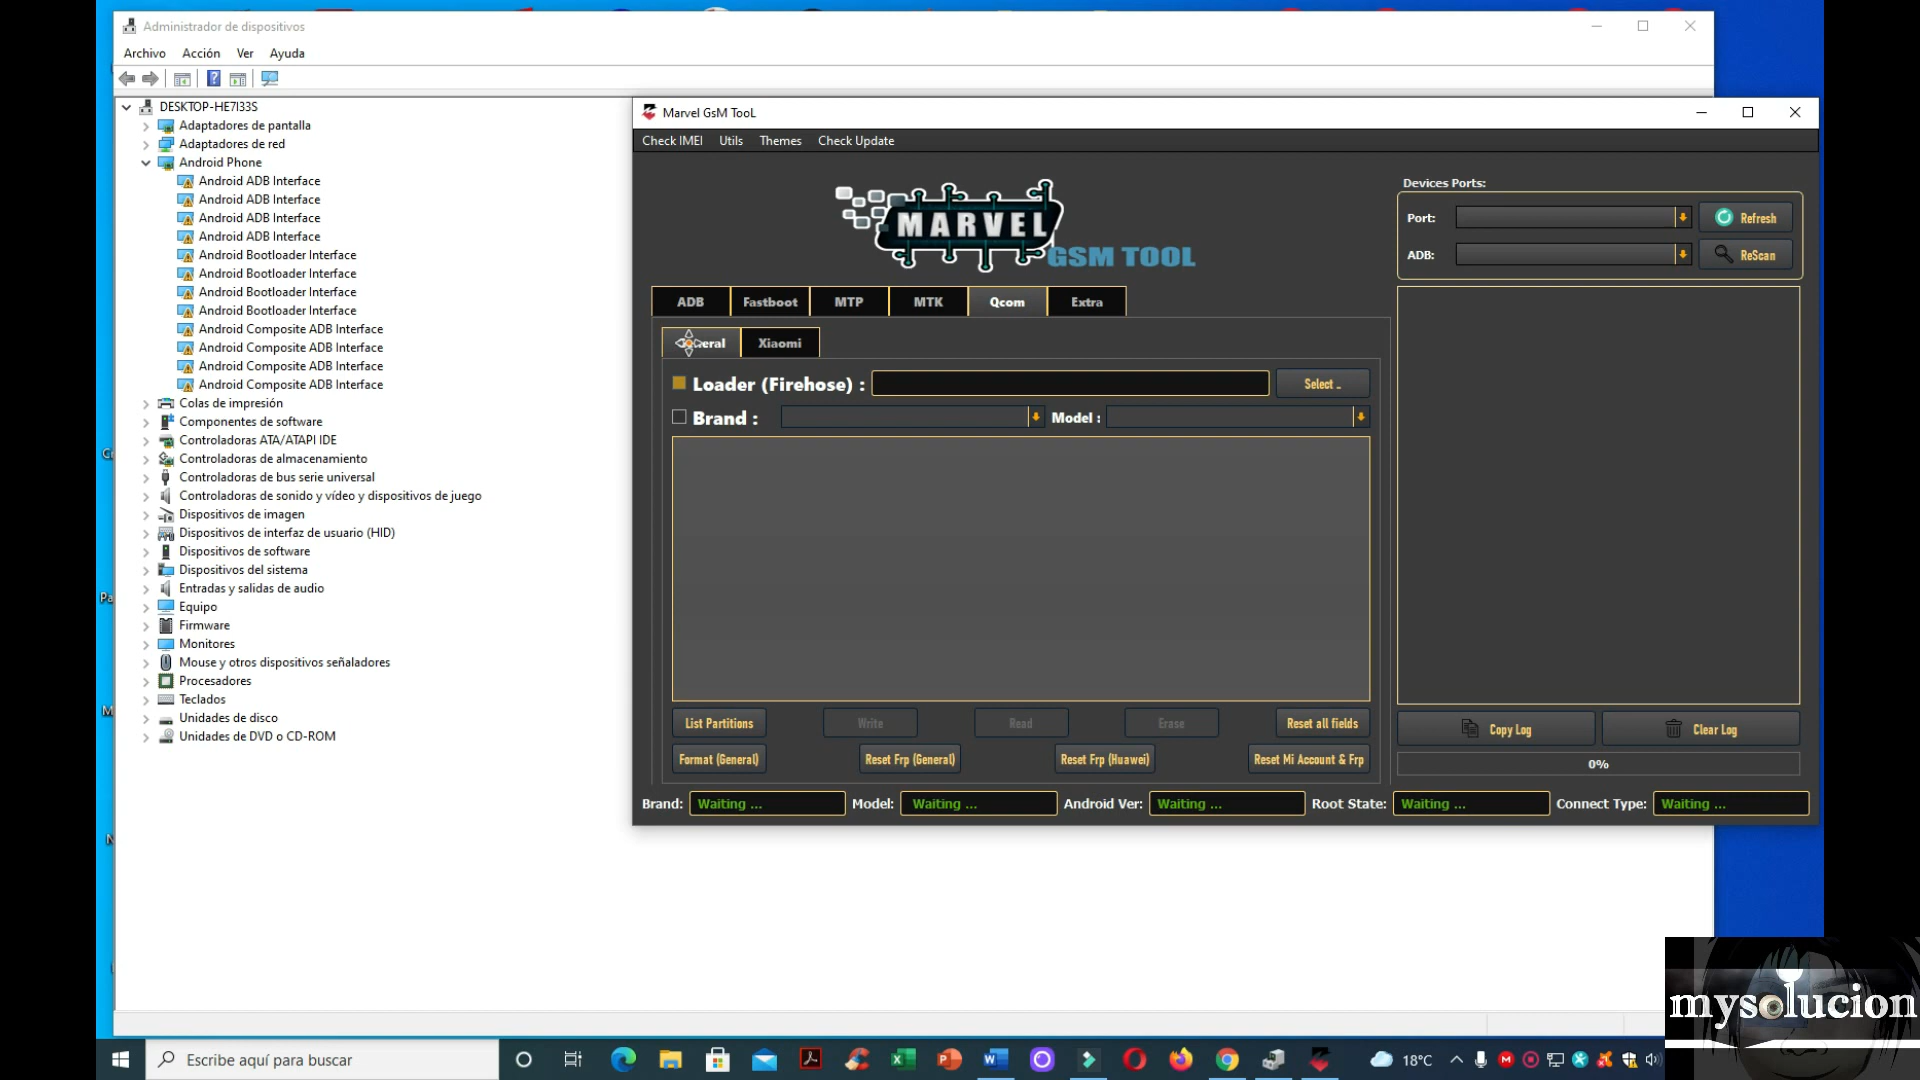 Administrador de dispositivos
Archivo Acción Ver Ayuda
DESKTOP-HE7I33S
Adaptadores de pantalla
Adaptadores de red
Android Phone
Android ADB Interface
Android ADB Interface
Android ADB Interface
Android ADB Interface
Android Bootloader Interface
Android Bootloader Interface
Android Bootloader Interface
Android Bootloader Interface
Android Composite ADB Interface
Android Composite ADB Interface
Android Composite ADB Interface
Android Composite ADB Interface
Colas de impresión
Componentes de software
Controladoras ATA/ATAPI IDE
Controladoras de almacenamiento
Controladoras de bus serie universal
Controladoras de sonido y vídeo y dispositivos de juego
Dispositivos de imagen
Dispositivos de interfaz de usuario (HID)
Dispositivos de software
Dispositivos del sistema
Entradas y salidas de audio
Equipo
Firmware
Monitores
Mouse y otros dispositivos señaladores
Procesadores
Teclados
Unidades de disco
Unidades de DVD o CD-ROM
Marvel GsM TooL
Check IMEI Utils Themes Check Update
MARVEL
GSM TOOL
Devices Ports:
Port: Refresh
ADB: ReScan
ADB Fastboot MTP MTK Qcom Extra
Xiaomi
Loader (Firehose) : Select ..
Brand : Model :
List Partitions Write Read Erase Reset all fields
Format (General) Reset Frp (General) Reset Frp (Huawei) Reset Mi Account & Frp
Copy Log Clear Log
0%
Brand: Waiting ... Model: Waiting ... Android Ver: Waiting ... Root State: Waiting ... Connect Type: Waiting ...
mysolucion
Escribe aquí para buscar
18°C